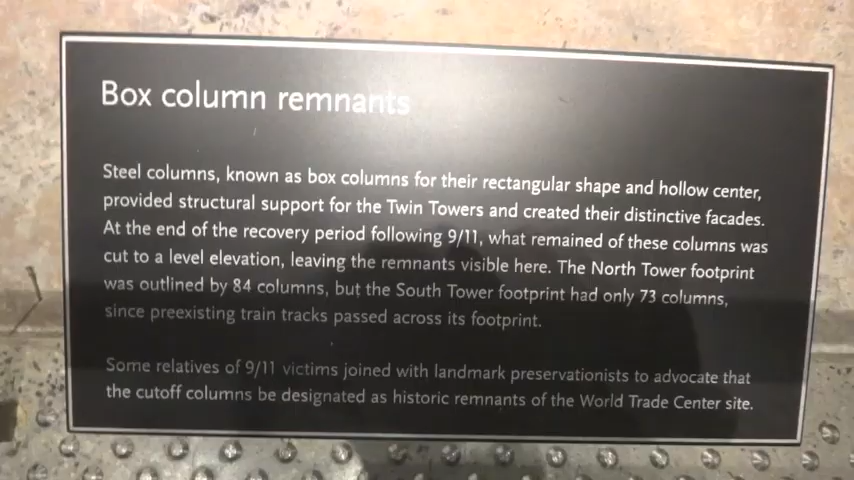 Box column remnants
Steel columns, known as box columns for their rectangular shape and hollow center,
provided structural support for the Twin Towers and created their distinctive facades.
At the end of the recovery period following 9/11, what remained of these columns was
cut to a level elevation, leaving the remnants visible here. The North Tower footprint
was outlined by 84 columns, but the South Tower footprint had only 73 columns,
since preexisting train tracks passed across its footprint.
Some relatives of 9/11 victims joined with landmark preservationists to advocate that
the cutoff columns be designated as historic remnants of the World Trade Center site.